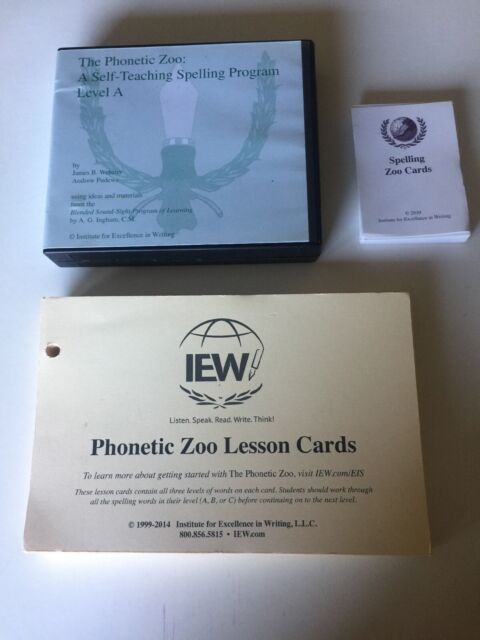 The Phonetic Zoo:
A Self-Teaching Spelling Program
Level A
by
James B. Webster
Andrew Pudewa
using ideas and materials
from the
Blended Sound-Sight Program of Learning
by A. G. Ingham, C.M.
© Institute for Excellence in Writing
Spelling
Zoo Cards
© 2010
Institute for Excellence in Writing
IEW
Listen. Speak. Read. Write. Think!
Phonetic Zoo Lesson Cards
To learn more about getting started with The Phonetic Zoo, visit IEW.com/EIS
These lesson cards contain all three levels of words on each card. Students should work through
all the spelling words in their level (A, B, or C) before continuing on to the next level.
© 1999-2014 Institute for Excellence in Writing, L.L.C.
800.856.5815 • IEW.com